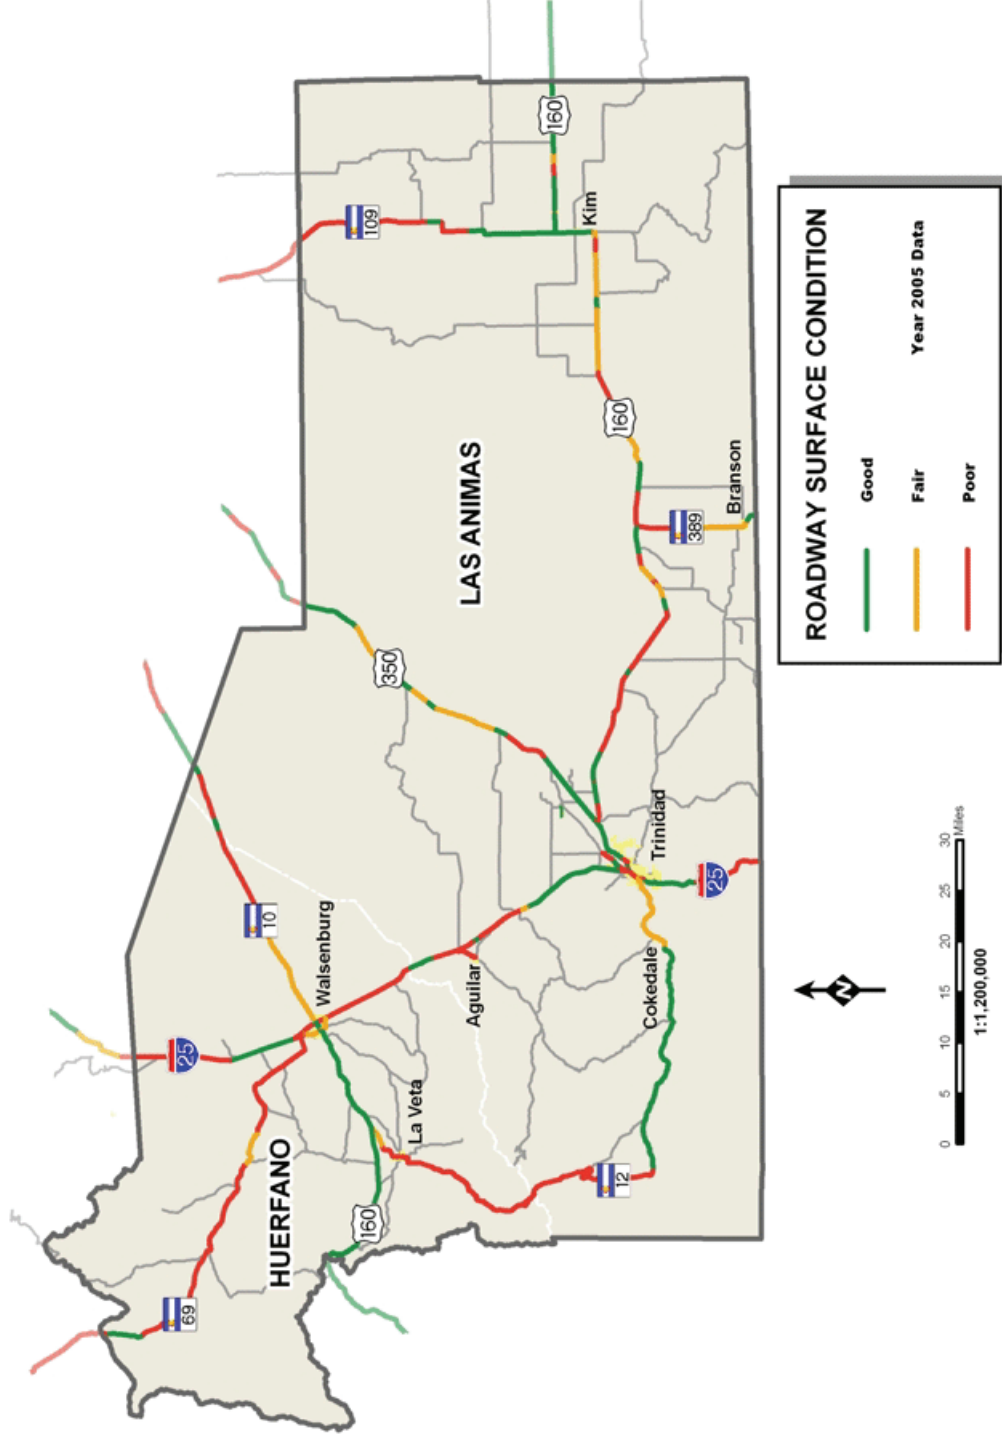 160
109
Kim
160
LAS ANIMAS
389
Branson
350
10
Walsenburg
Trinidad
25
Aguilar
Cokedale
25
La Veta
HUERFANO
12
160
69
ROADWAY SURFACE CONDITION
Good
Fair
Year 2005 Data
Poor
N
0 5 10 15 20 25 30 Miles
1:1,200,000